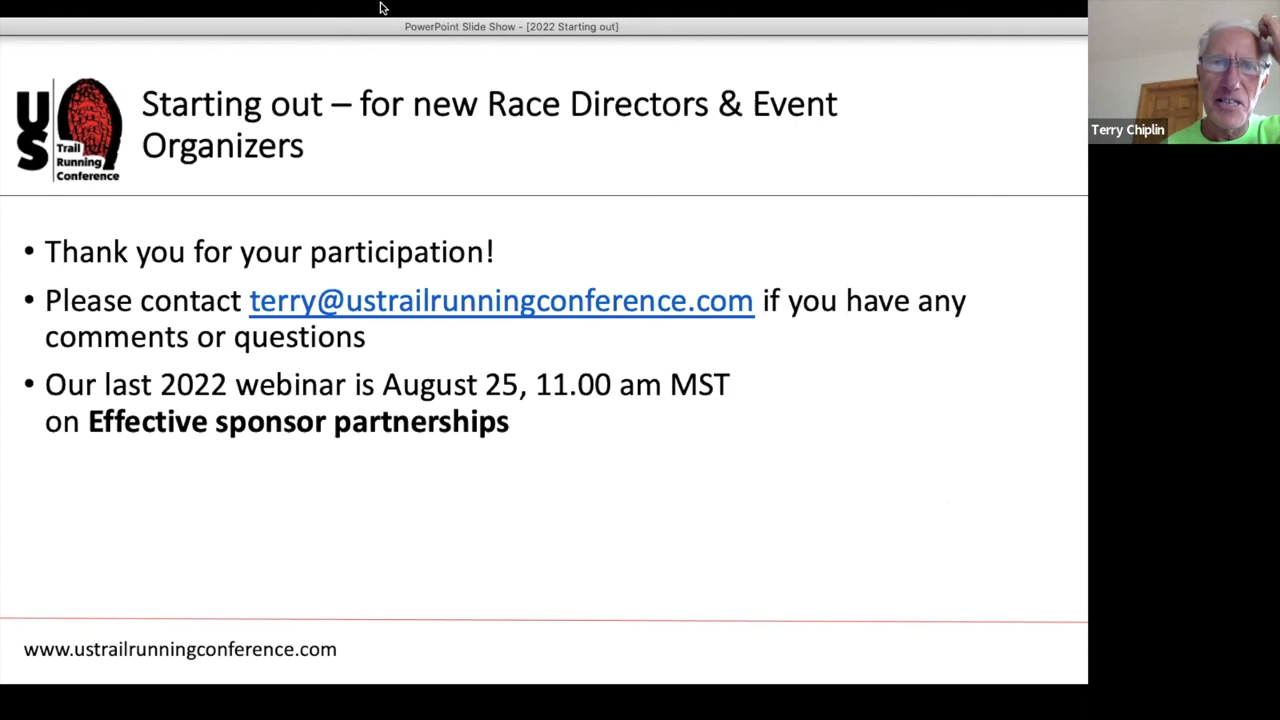 PowerPoint Slide Show - [2022 Starting out]
Terry Chiplin
US
Trail
Running
Conference
Starting out – for new Race Directors & Event
Organizers
• Thank you for your participation!
• Please contact terry@ustrailrunningconference.com if you have any
comments or questions
• Our last 2022 webinar is August 25, 11.00 am MST
on Effective sponsor partnerships
www.ustrailrunningconference.com